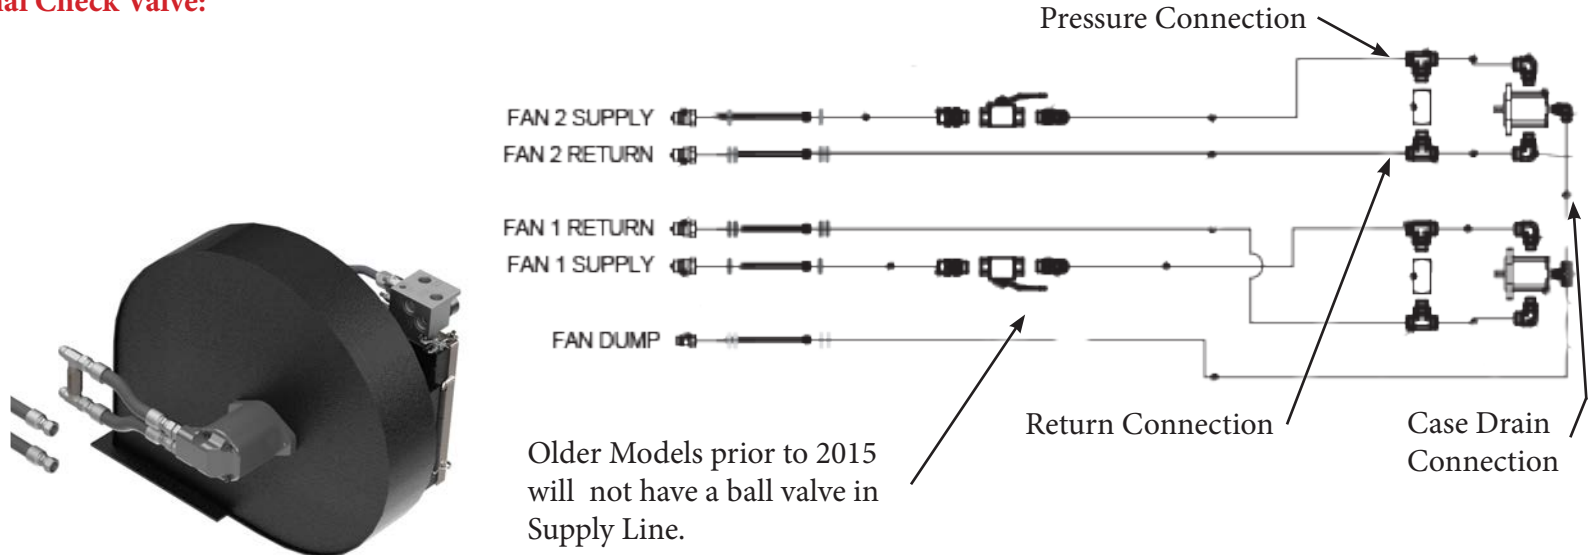 Check Valve:
Pressure Connection
FAN 2 SUPPLY
FAN 2 RETURN
FAN 1 RETURN
FAN 1 SUPPLY
FAN DUMP
Return Connection
Case Drain
Connection
Older Models prior to 2015
will not have a ball valve in
Supply Line.